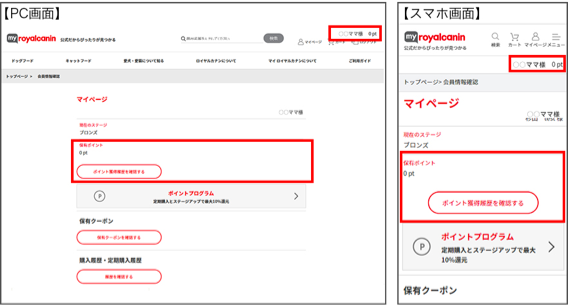 【PC画面】
my royalcanin
公式だからぴったりが見つかる
検索
マイページ
カート
〇〇ママ様 0 pt
ドッグフード
キャットフード
愛犬・愛猫について知る
ロイヤルカナンについて
マイ ロイヤルカナンについて
ご利用ガイド
トップページ > 会員情報確認
マイページ
〇〇ママ様
現在のステージ
ブロンズ
保有ポイント
0 pt
ポイント獲得履歴を確認する
P
ポイントプログラム
定期購入とステージアップで最大10%還元
保有クーポン
保有クーポンを確認する
購入履歴・定期購入履歴
履歴を確認する
【スマホ画面】
my royalcanin
公式だからぴったりが見つかる
検索
カート
マイページ
メニュー
〇〇ママ様 0 pt
トップページ> 会員情報確認
マイページ
〇〇ママ様
現在のステージ
ブロンズ
保有ポイント
0 pt
ポイント獲得履歴を確認する
P
ポイントプログラム
定期購入とステージアップで最大
10%還元
保有クーポン